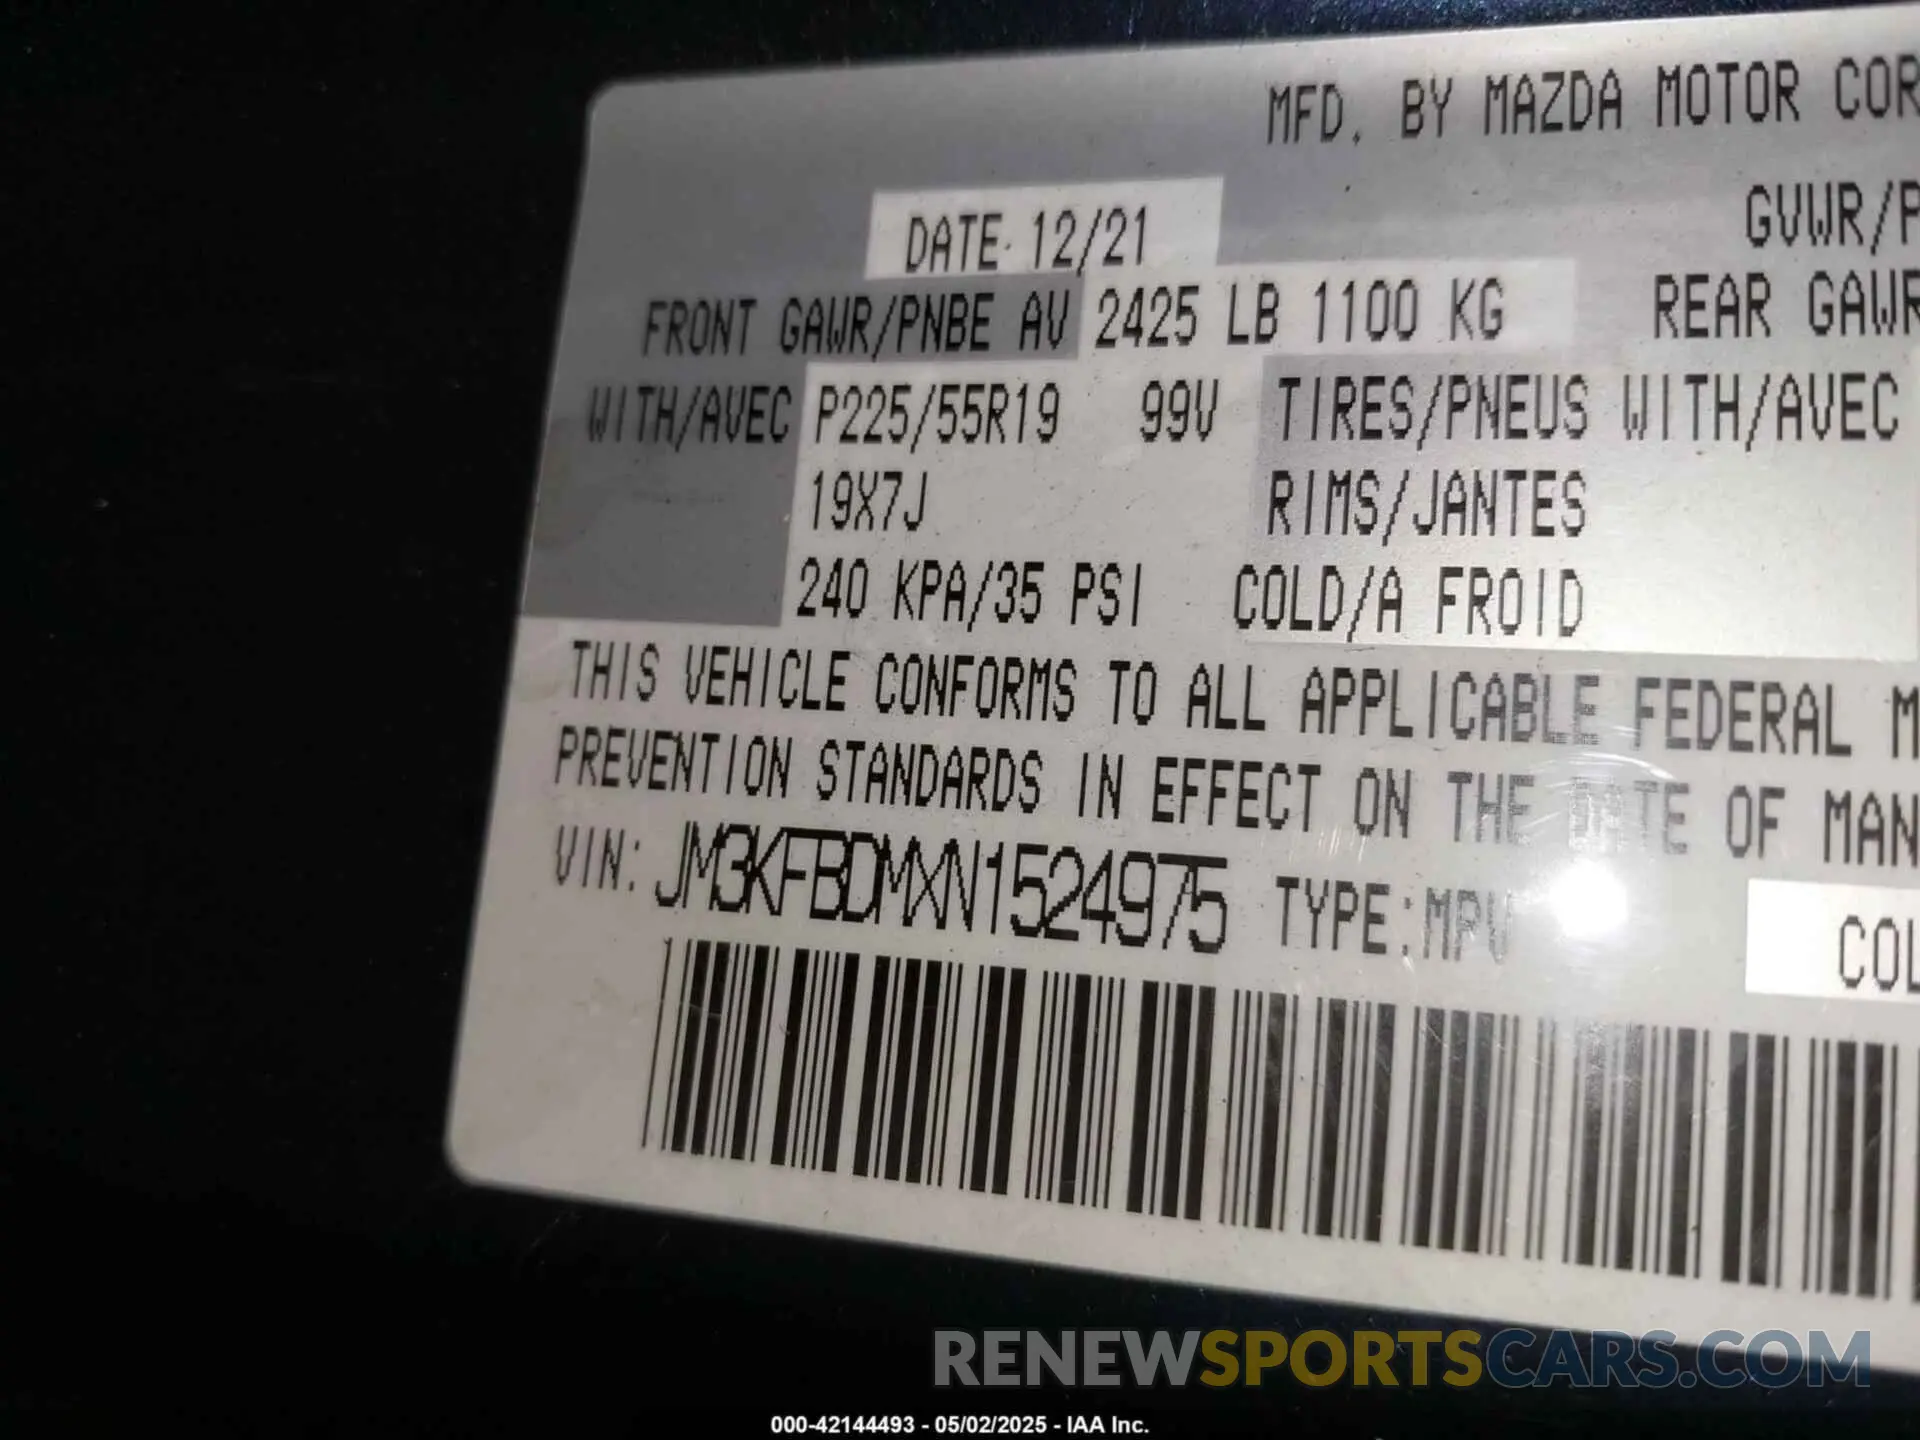 MFD. BY MAZDA MOTOR COR
DATE 12/21 GVWR/P
FRONT GAWR/PNBE AV 2425 LB 1100 KG REAR GAWR
WITH/AVEC P225/55R19 99V TIRES/PNEUS WITH/AVEC
19X7J RIMS/JANTES
240 KPA/35 PSI COLD/A FROID
THIS VEHICLE CONFORMS TO ALL APPLICABLE FEDERAL M
PREVENTION STANDARDS IN EFFECT ON THE DATE OF MAN
VIN: JM3KFBDMXN1524975 TYPE:MPV COL
RENEWSPORTSCARS.COM
000-42144493 - 05/02/2025 - IAA Inc.